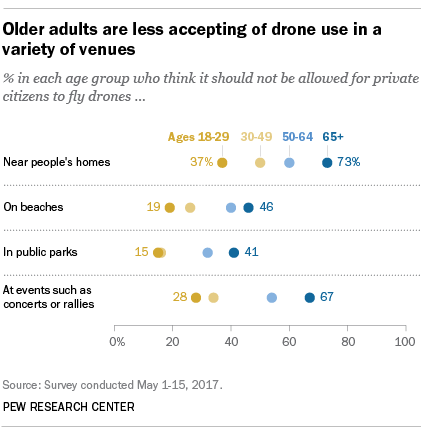 Older adults are less accepting of drone use in a
variety of venues
% in each age group who think it should not be allowed for private
citizens to fly drones ...
Ages 18-29 30-49 50-64 65+
Near people's homes 37% 73%
On beaches 19 46
In public parks 15 41
At events such as
concerts or rallies 28 67
0% 20 40 60 80 100
Source: Survey conducted May 1-15, 2017.
PEW RESEARCH CENTER